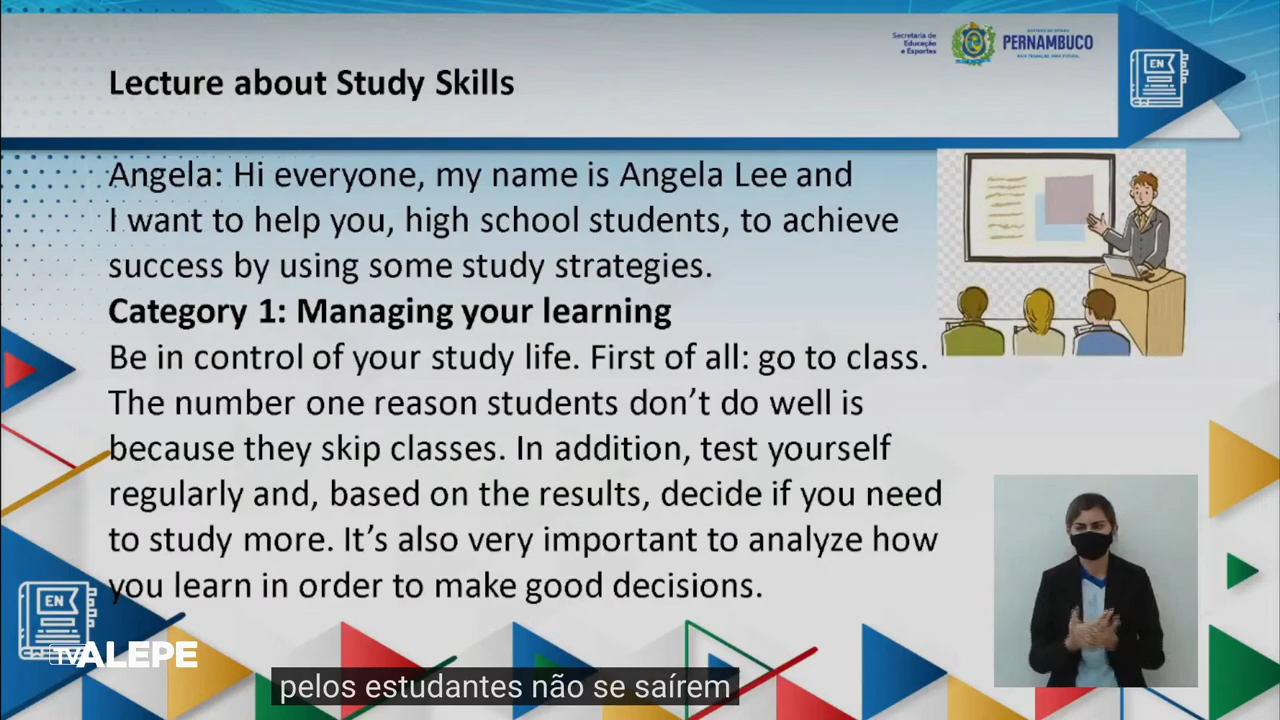 Secretaria de
Educação
e Esportes
PERNAMBUCO
EN
Lecture about Study Skills
Angela: Hi everyone, my name is Angela Lee and
I want to help you, high school students, to achieve
success by using some study strategies.
Category 1: Managing your learning
Be in control of your study life. First of all: go to class.
The number one reason students don’t do well is
because they skip classes. In addition, test yourself
regularly and, based on the results, decide if you need
to study more. It’s also very important to analyze how
you learn in order to make good decisions.
EN
TV ALEPE
pelos estudantes não se saírem